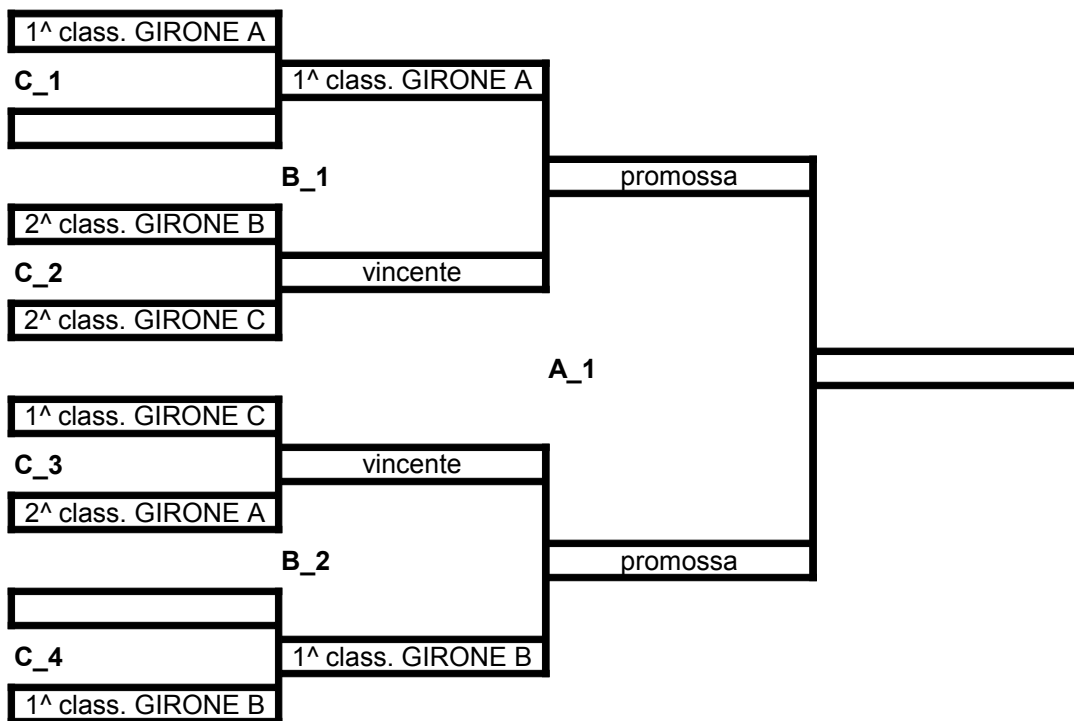 1^ class. GIRONE A
C_1
1^ class. GIRONE A
B_1
promossa
2^ class. GIRONE B
C_2
vincente
2^ class. GIRONE C
A_1
1^ class. GIRONE C
C_3
vincente
2^ class. GIRONE A
B_2
promossa
C_4
1^ class. GIRONE B
1^ class. GIRONE B